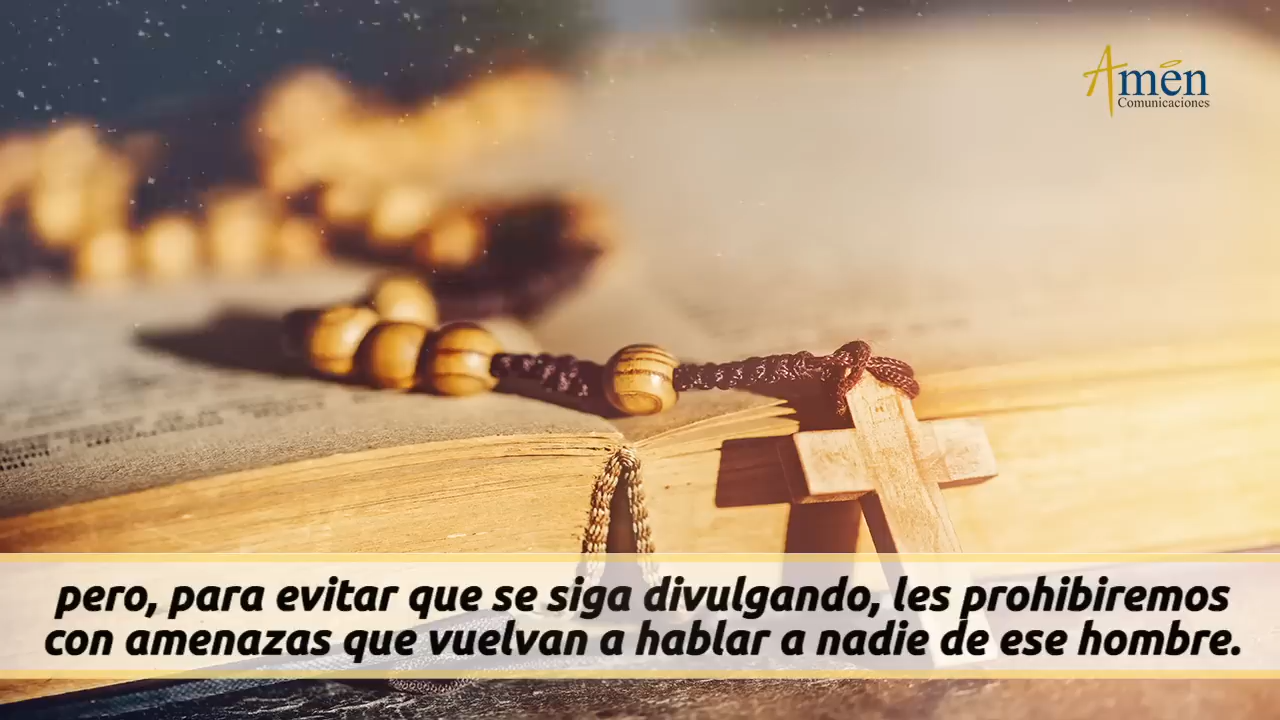 Amén
Comunicaciones
pero, para evitar que se siga divulgando, les prohibiremos
con amenazas que vuelvan a hablar a nadie de ese hombre.